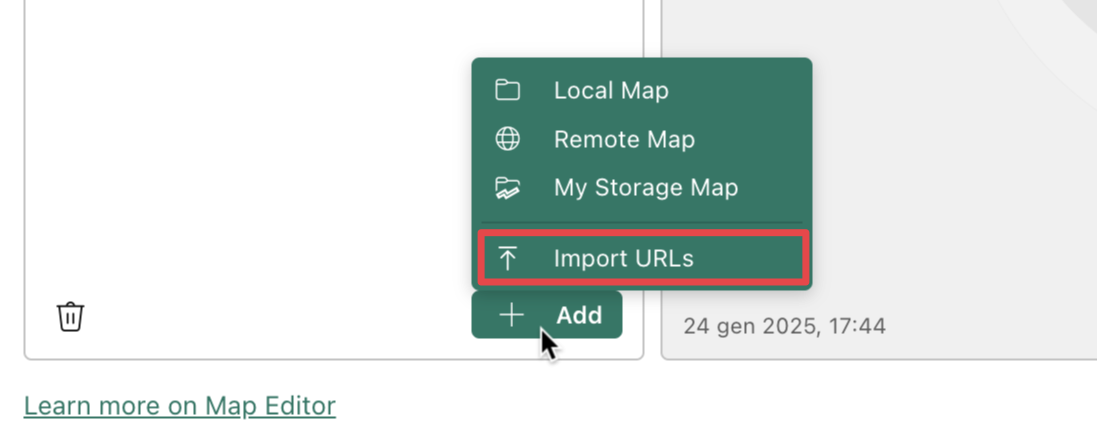 Local Map
Remote Map
My Storage Map
Import URLs
Add
24 gen 2025, 17:44
Learn more on Map Editor